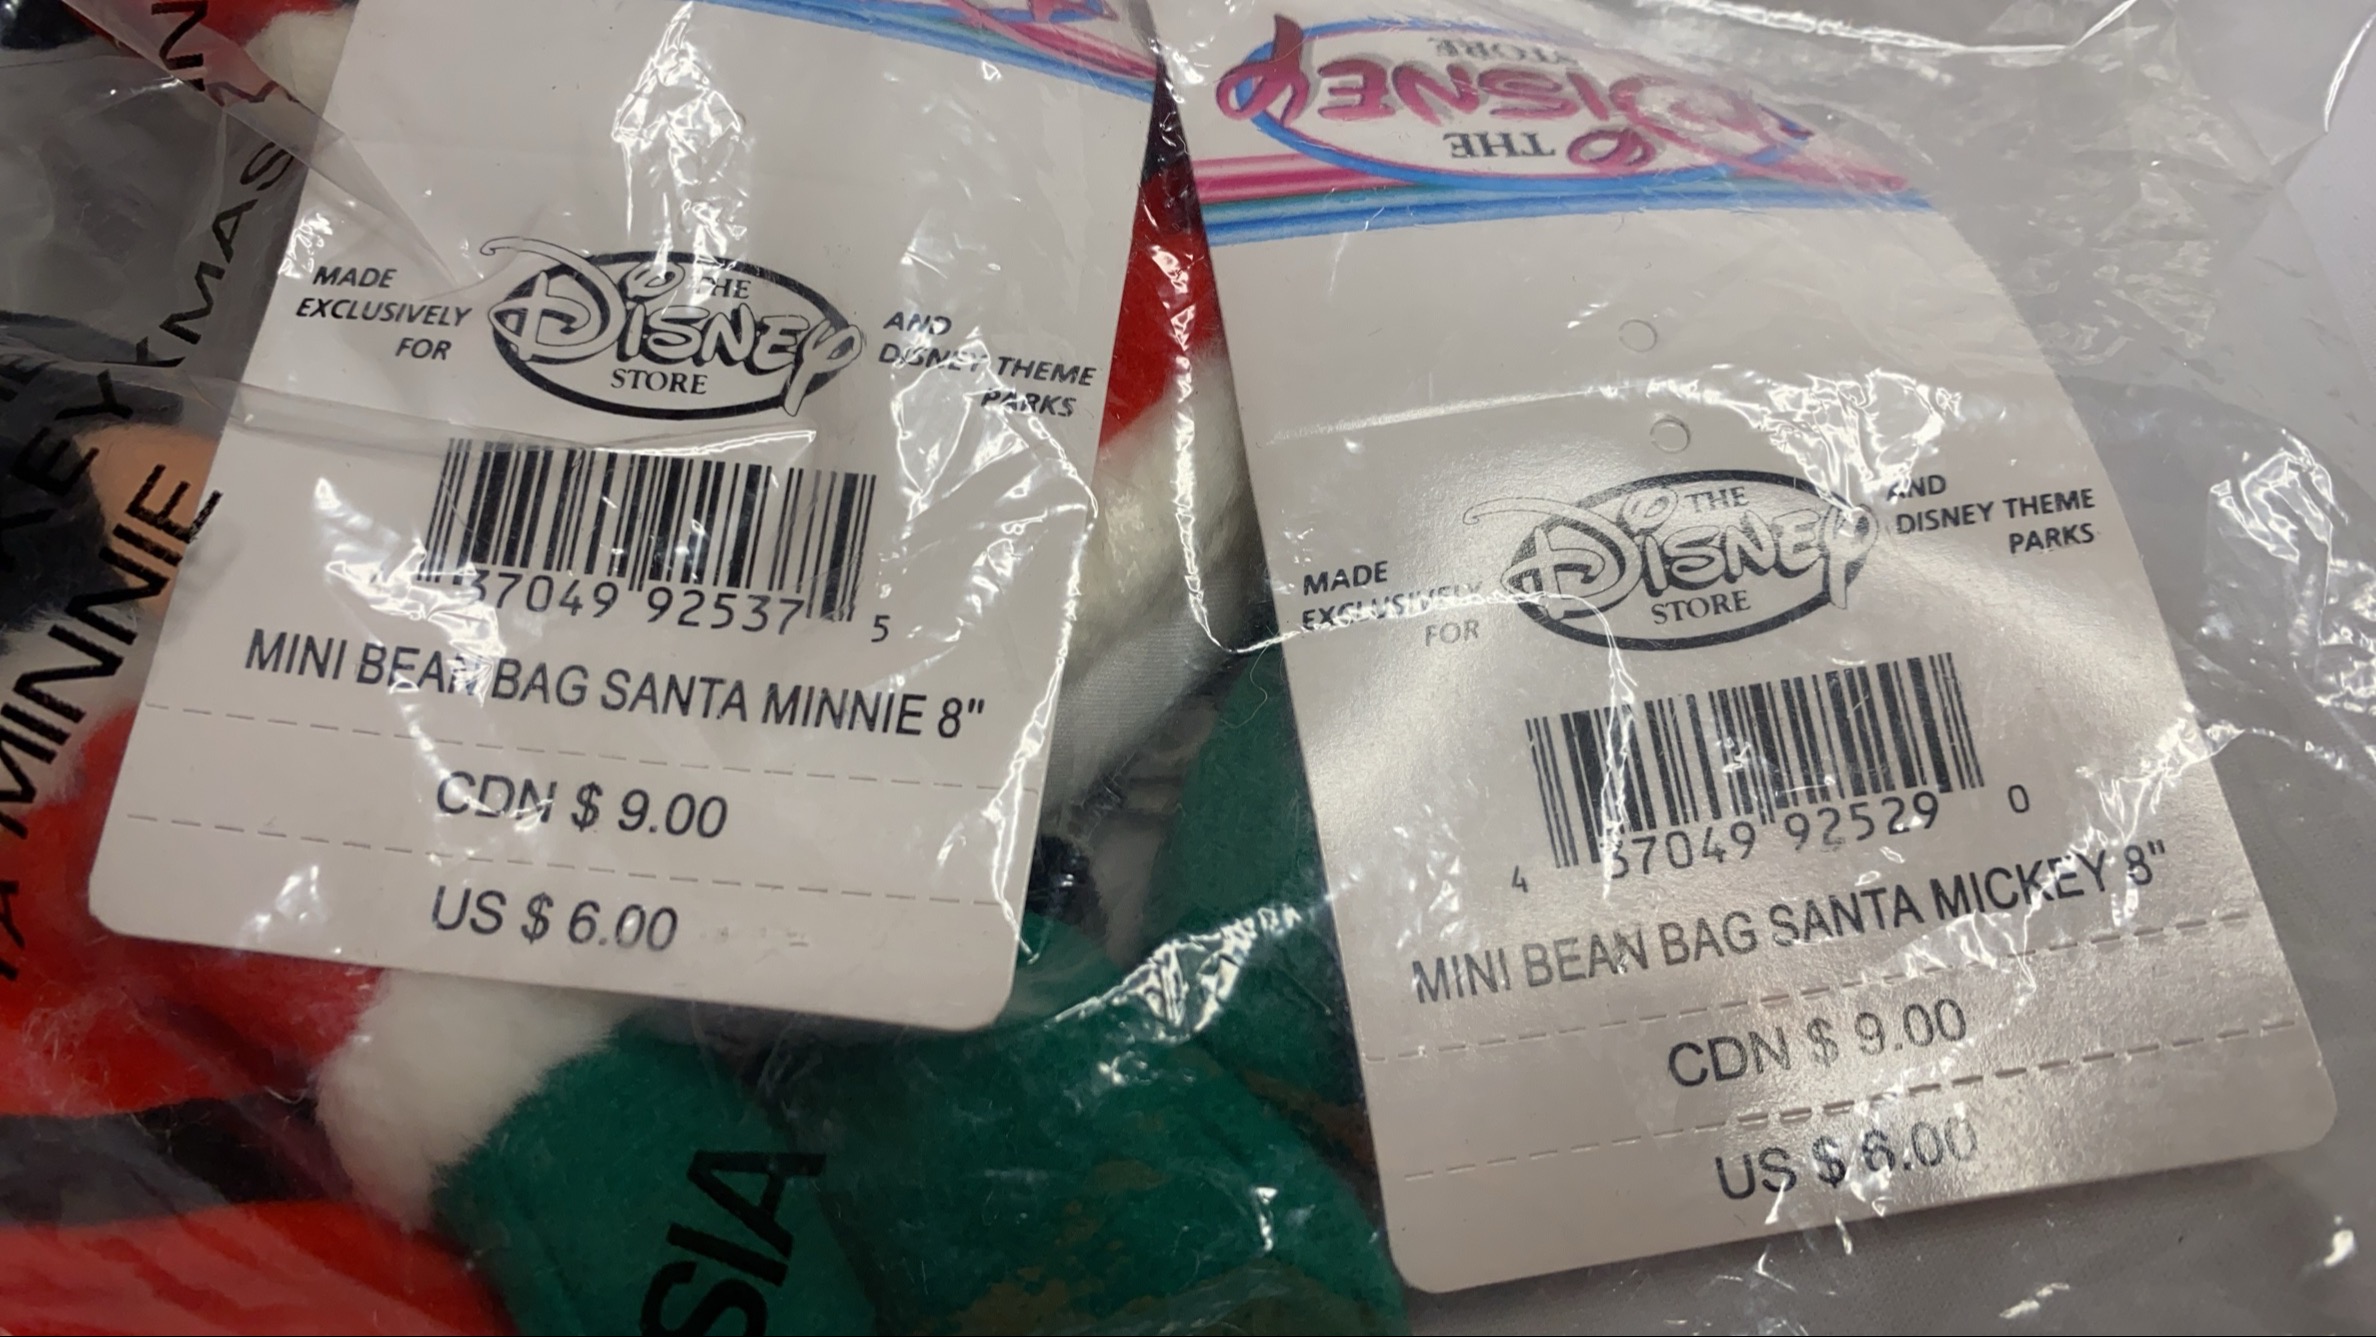 MADE
EXCLUSIVELY
FOR
THE
DISNEY
STORE
AND
DISNEY THEME
PARKS
37049 92537 5
MINI BEAN BAG SANTA MINNIE 8"
CDN $ 9.00
US $ 6.00
THE
DISNEY
STORE
MADE
EXCLUSIVELY
FOR
THE
DISNEY
STORE
AND
DISNEY THEME
PARKS
4 37049 92529 0
MINI BEAN BAG SANTA MICKEY 8"
CDN $ 9.00
US $ 6.00
MINNIE
SIA